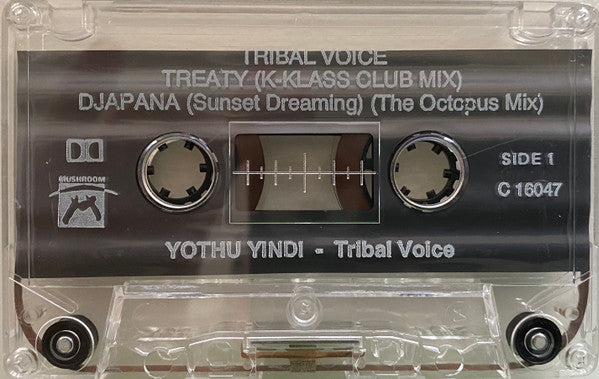 TRIBAL VOICE
TREATY (K-KLASS CLUB MIX)
DJAPANA (Sunset Dreaming) (The Octopus Mix)
SIDE 1
MUSHROOM
C 16047
YOTHU YINDI - Tribal Voice